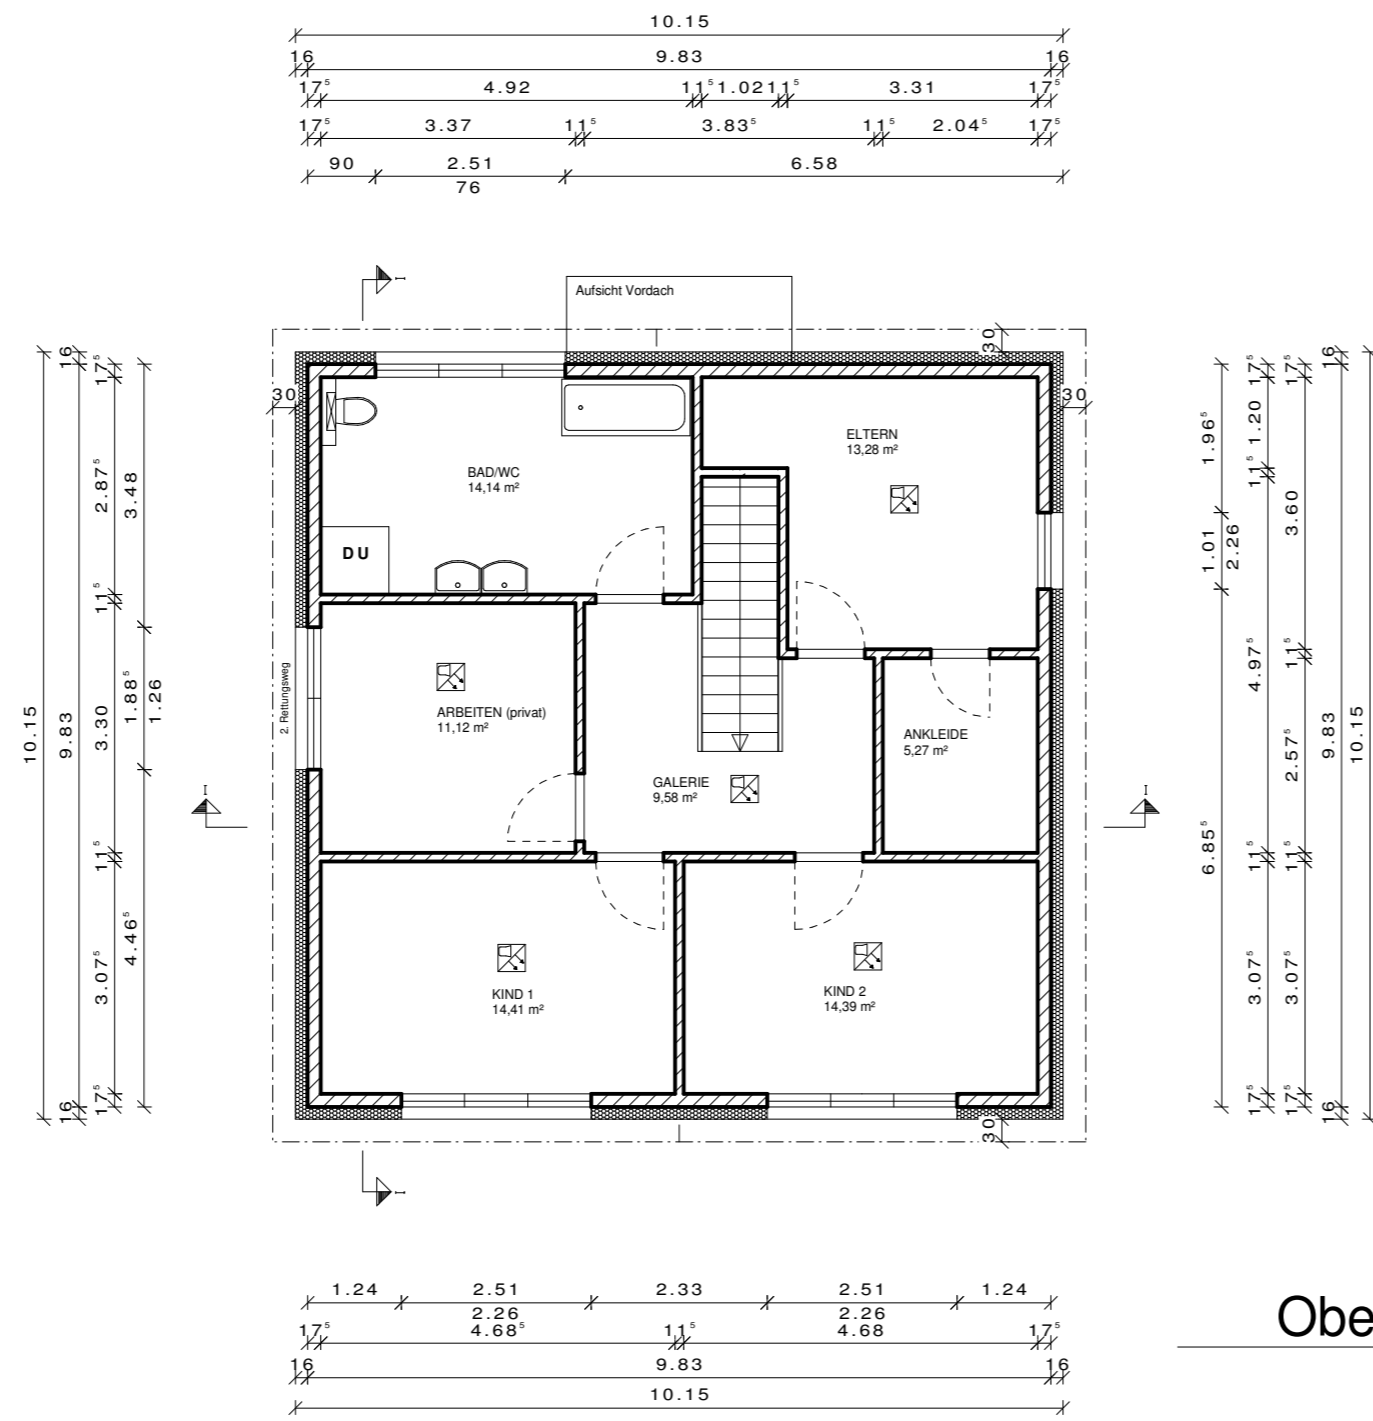 10.15
16 9.83 16
17⁵ 4.92 11⁵ 1.02 11⁵ 3.31 17⁵
17⁵ 3.37 11⁵ 3.83⁵ 11⁵ 2.04⁵ 17⁵
90 2.51 6.58
76
I
Aufsicht Vordach
30
30
30
10.15
16 9.83 16
17⁵ 2.87⁵ 11⁵ 3.30 11⁵ 3.07⁵ 17⁵
3.48 1.88⁵ 4.46⁵
1.26
2. Rettungsweg
BAD/WC
14,14 m²
DU
ELTERN
13,28 m²
ARBEITEN (privat)
11,12 m²
ANKLEIDE
5,27 m²
GALERIE
9,58 m²
I
I
KIND 1
14,41 m²
KIND 2
14,39 m²
1.96⁵ 1.01 6.85⁵
2.26
17⁵ 1.20 11⁵ 4.97⁵ 11⁵ 3.07⁵ 17⁵
17⁵ 3.60 11⁵ 2.57⁵ 11⁵ 3.07⁵ 17⁵
16 9.83 16
10.15
30
I
1.24 2.51 2.33 2.51 1.24
2.26 2.26
17⁵ 4.68⁵ 11⁵ 4.68 17⁵
16 9.83 16
10.15
Obe